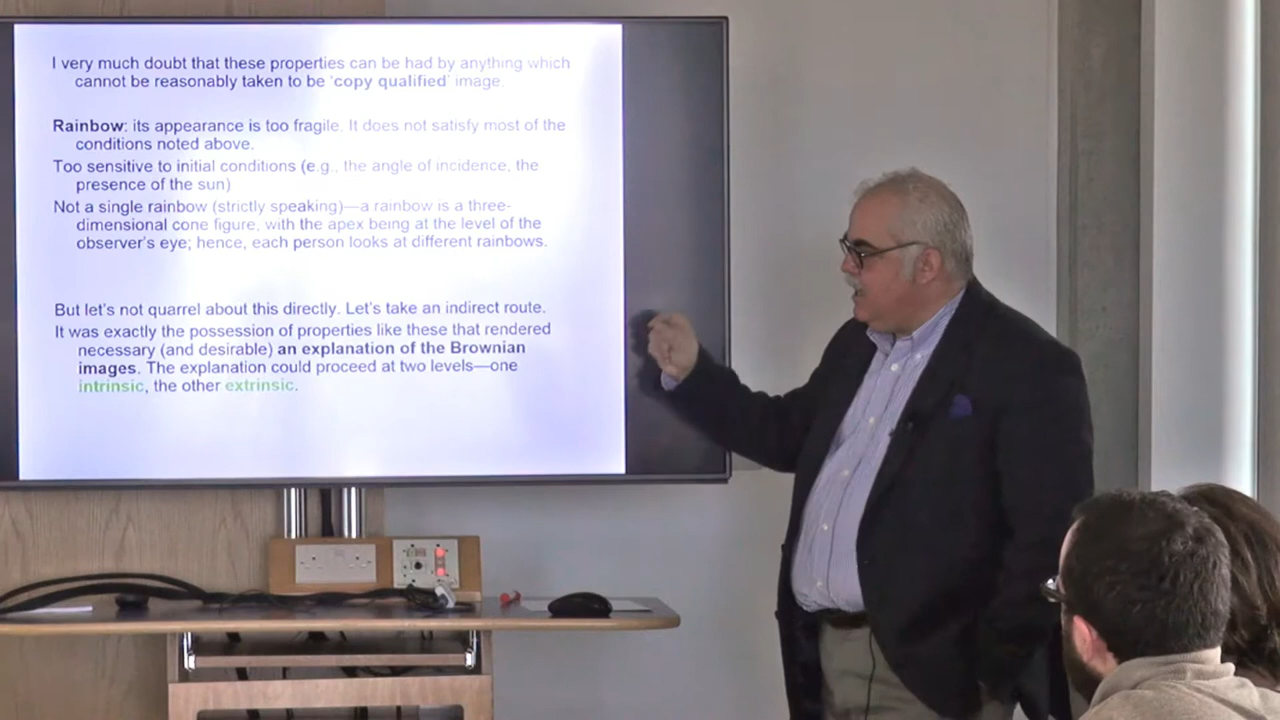 I very much doubt that these properties can be had by anything which
cannot be reasonably taken to be ‘copy qualified’ image.
Rainbow: its appearance is too fragile. It does not satisfy most of the
conditions noted above.
Too sensitive to initial conditions (e.g., the angle of incidence, the
presence of the sun)
Not a single rainbow (strictly speaking)—a rainbow is a three-
dimensional cone figure, with the apex being at the level of the
observer’s eye; hence, each person looks at different rainbows.
But let’s not quarrel about this directly. Let’s take an indirect route.
It was exactly the possession of properties like these that rendered
necessary (and desirable) an explanation of the Brownian
images. The explanation could proceed at two levels—one
intrinsic, the other extrinsic.